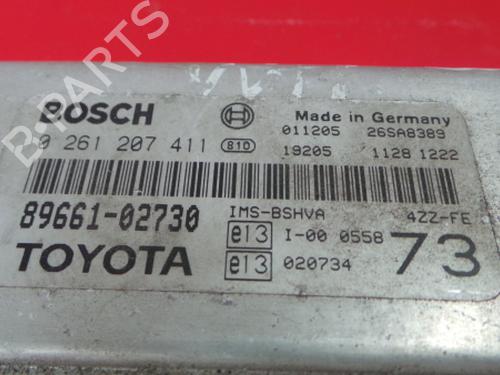 BOSCH
Made in Germany
0 261 207 411 810
011205 26SA8389
19205 1128 1222
89661-02730
IMS-BSHVA 4ZZ-FE
TOYOTA
e13 I-00 0558
73
e13 020734
B-PARTS